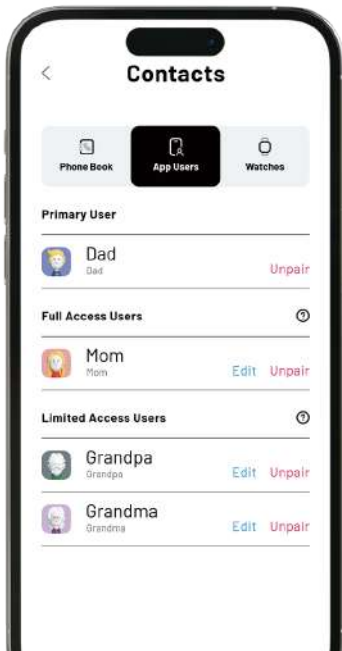 Contacts
Phone Book App Users Watches
Primary User
Dad
Dad Unpair
Full Access Users
Mom
Mom Edit Unpair
Limited Access Users
Grandpa
Grandpa Edit Unpair
Grandma
Grandma Edit Unpair